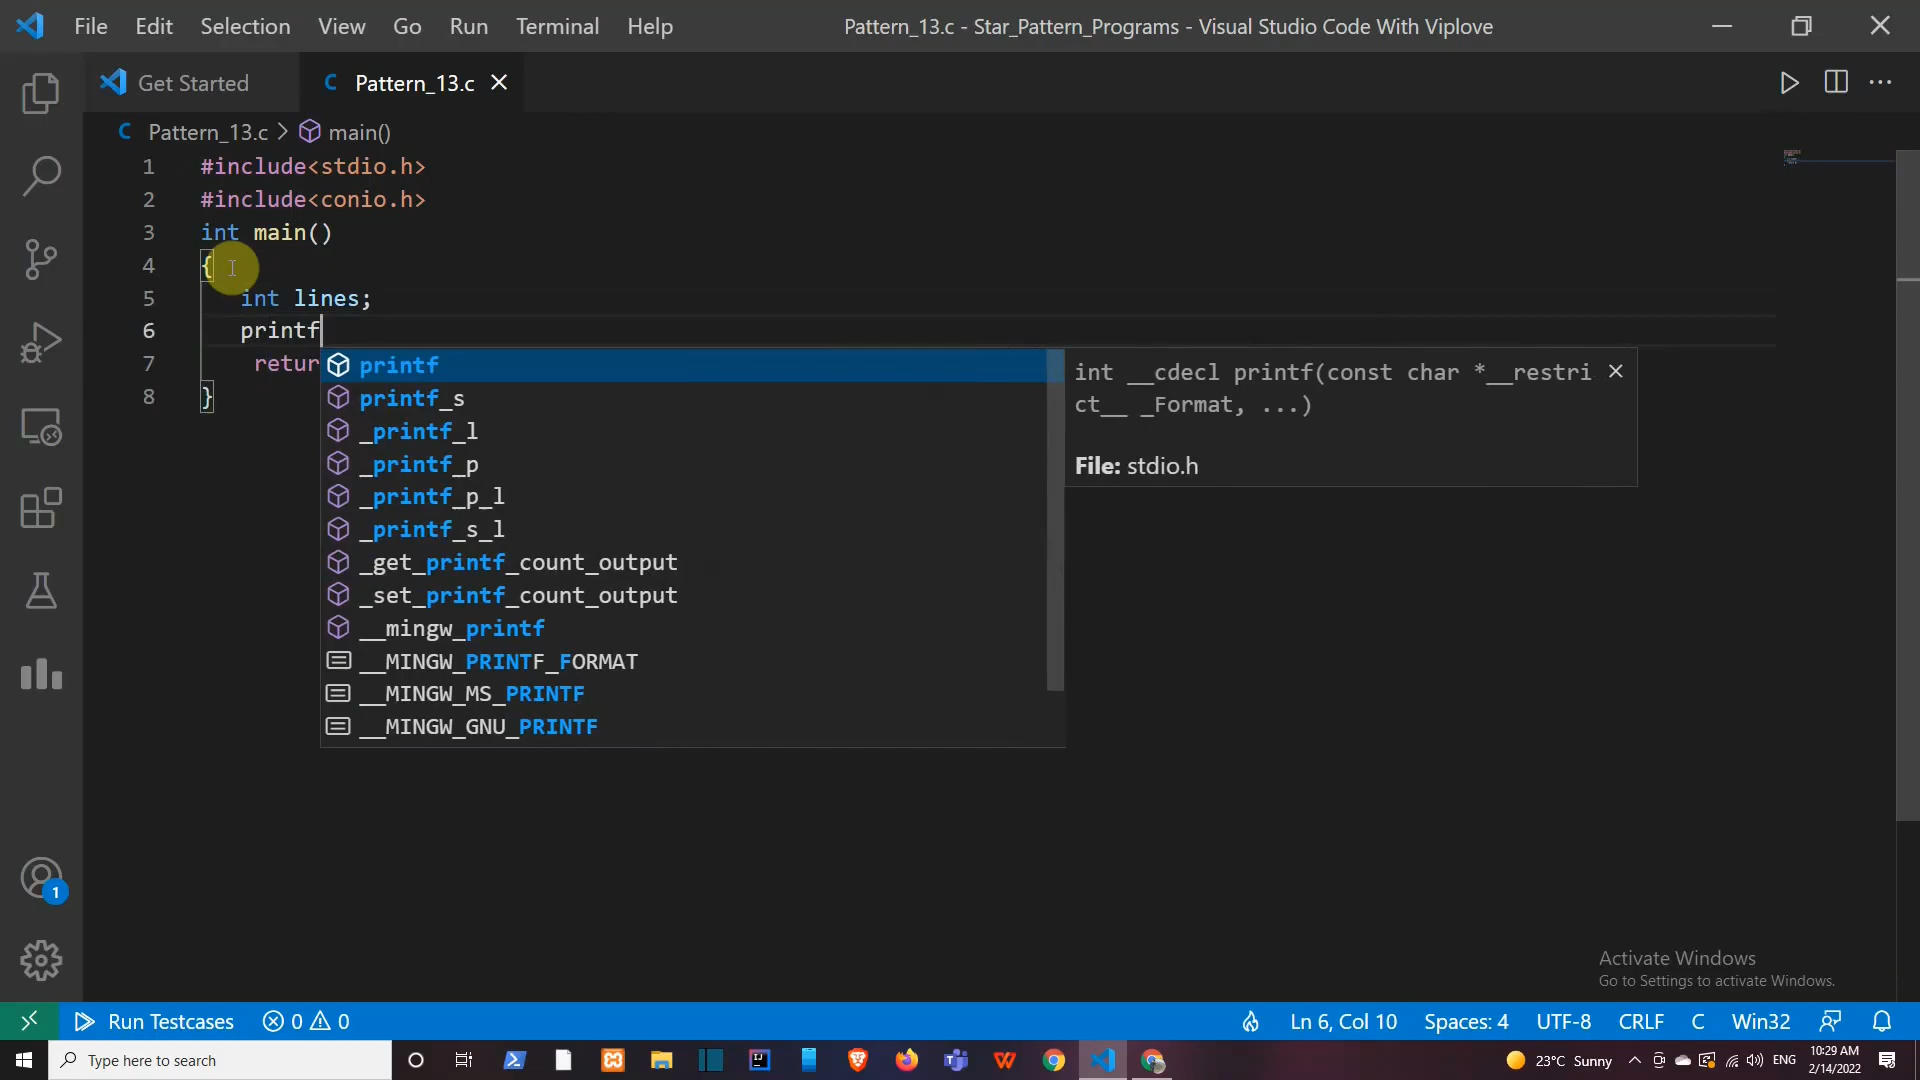 File Edit Selection View Go Run Terminal Help Pattern_13.c - Star_Pattern_Programs - Visual Studio Code With Viplove
Get Started Pattern_13.c
C Pattern_13.c > main()
1 #include<stdio.h>
2 #include<conio.h>
3 int main()
4 {
5 int lines;
6 printf
7 retur
8 }
printf
printf_s
_printf_l
_printf_p
_printf_p_l
_printf_s_l
_get_printf_count_output
_set_printf_count_output
__mingw_printf
__MINGW_PRINTF_FORMAT
__MINGW_MS_PRINTF
__MINGW_GNU_PRINTF
int __cdecl printf(const char *__restri
ct__ _Format, ...)
File: stdio.h
1
Activate Windows
Go to Settings to activate Windows.
Run Testcases 0 0 Ln 6, Col 10 Spaces: 4 UTF-8 CRLF C Win32
Type here to search 23°C Sunny ENG 10:29 AM
2/14/2022